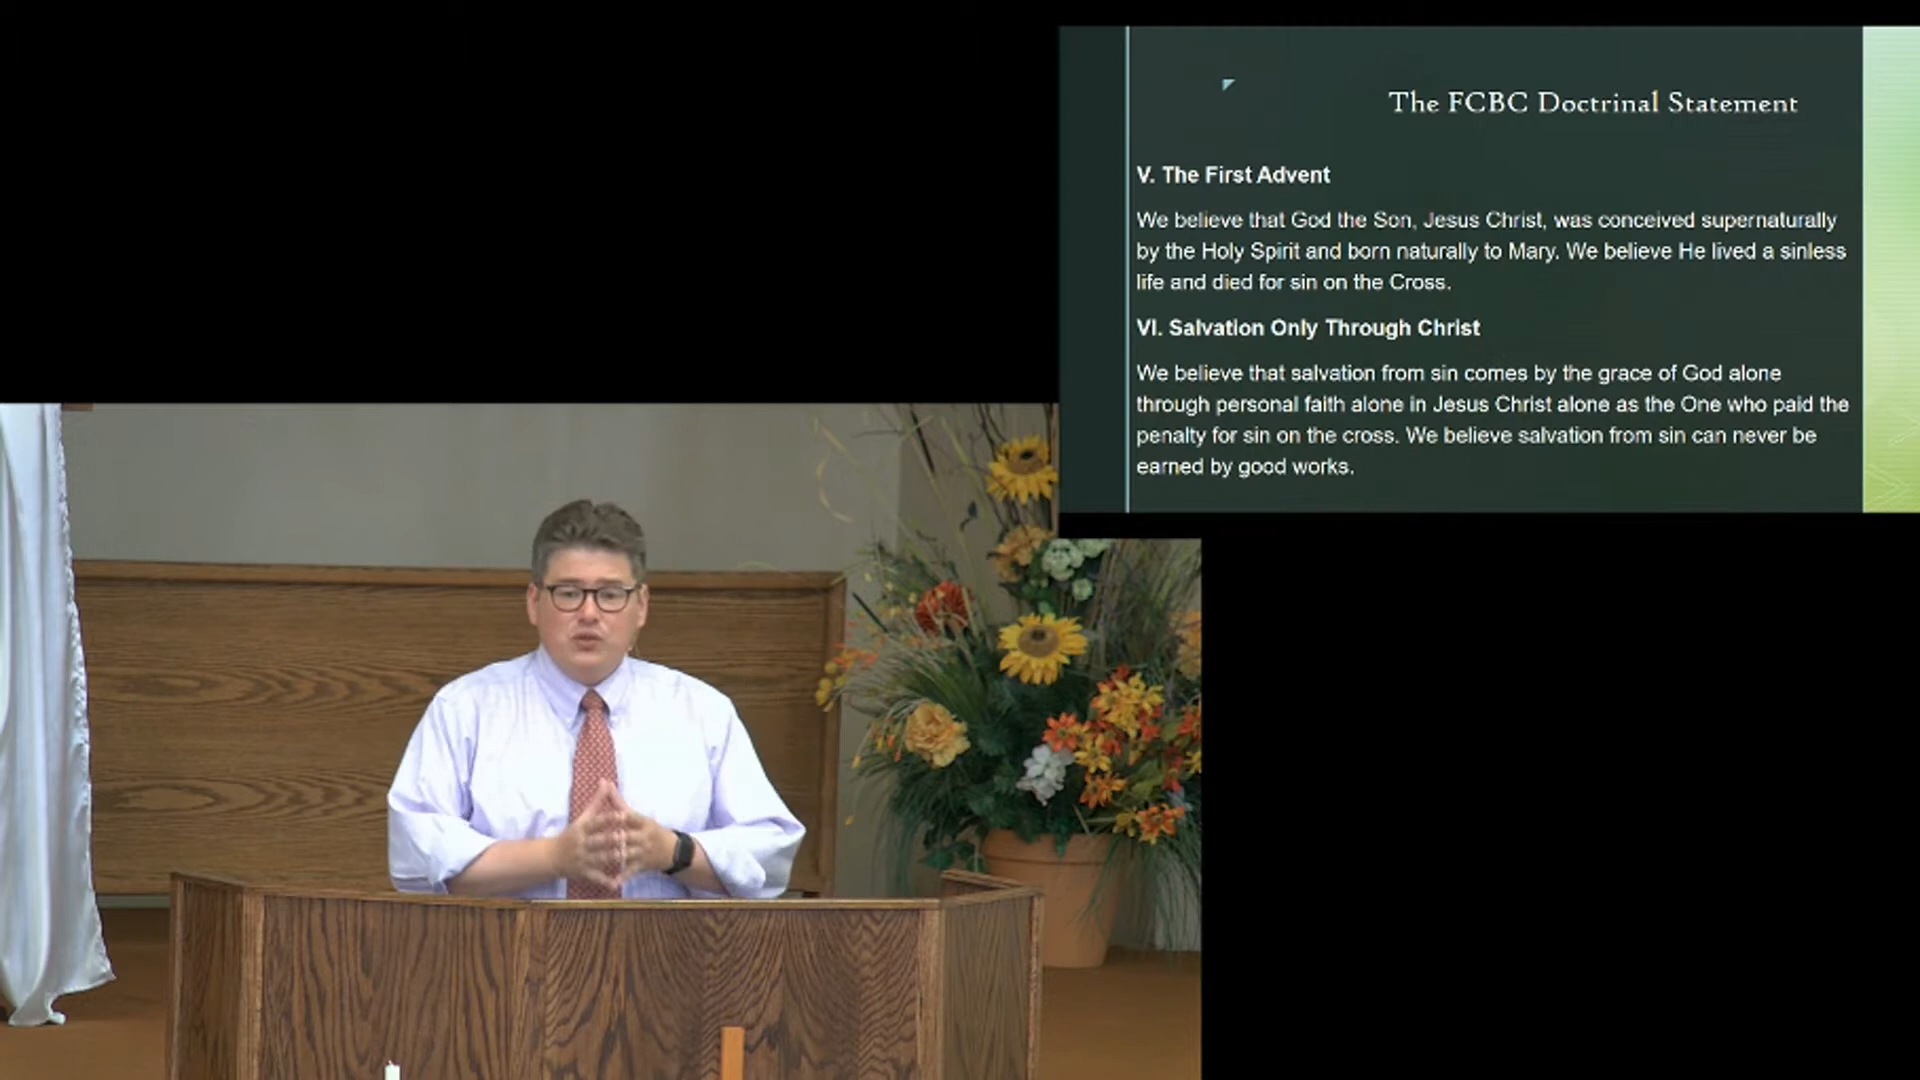 The FCBC Doctrinal Statement
V. The First Advent
We believe that God the Son, Jesus Christ, was conceived supernaturally
by the Holy Spirit and born naturally to Mary. We believe He lived a sinless
life and died for sin on the Cross.
VI. Salvation Only Through Christ
We believe that salvation from sin comes by the grace of God alone
through personal faith alone in Jesus Christ alone as the One who paid the
penalty for sin on the cross. We believe salvation from sin can never be
earned by good works.